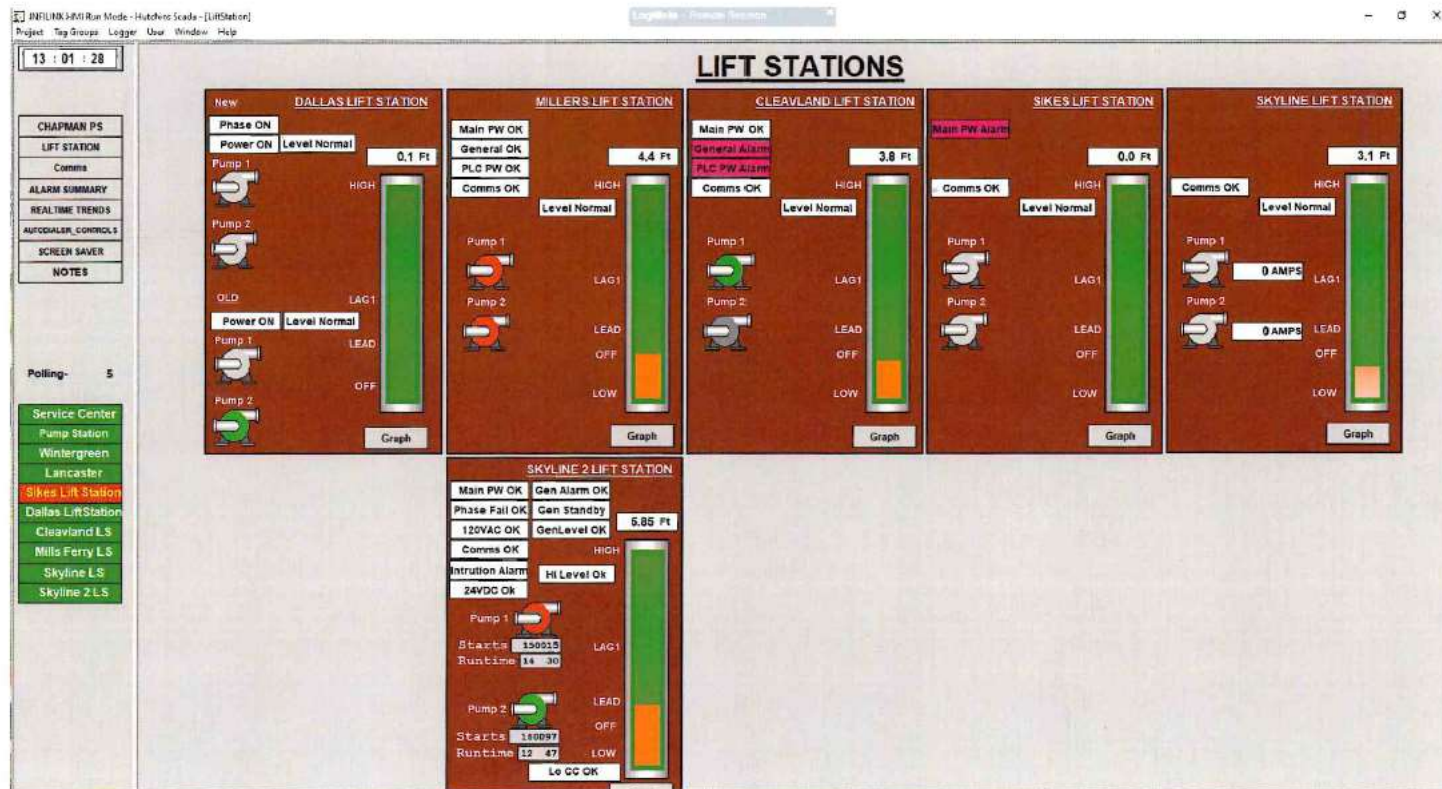 INFILINK-HMI Run Mode - Hutchins Scada - [LiftStation]
LogMeIn - Remote Session
Project Tag Groups Logger User Window Help
13 : 01 : 28
LIFT STATIONS
CHAPMAN PS
LIFT STATION
Comms
ALARM SUMMARY
REALTIME TRENDS
AUTODIALER_CONTROLS
SCREEN SAVER
NOTES
Polling- 5
Service Center
Pump Station
Wintergreen
Lancaster
Sikes Lift Station
Dallas LiftStation
Cleavland LS
Mills Ferry LS
Skyline LS
Skyline 2 LS
New DALLAS LIFT STATION
Phase ON
Power ON Level Normal
0.1 Ft
Pump 1
HIGH
Pump 2
OLD
LAG1
Power ON Level Normal
Pump 1
LEAD
OFF
Pump 2
Graph
MILLERS LIFT STATION
Main PW OK
General OK
4.4 Ft
PLC PW OK
Comms OK
HIGH
Level Normal
Pump 1
LAG1
Pump 2
LEAD
OFF
LOW
Graph
CLEAVLAND LIFT STATION
Main PW OK
General Alarm
3.8 Ft
PLC PW Alarm
Comms OK
HIGH
Level Normal
Pump 1
LAG1
Pump 2
LEAD
OFF
LOW
Graph
SIKES LIFT STATION
Main PW Alarm
0.0 Ft
Comms OK
HIGH
Level Normal
Pump 1
LAG1
Pump 2
LEAD
OFF
LOW
Graph
SKYLINE LIFT STATION
3.1 Ft
Comms OK
HIGH
Level Normal
Pump 1
0 AMPS
LAG1
Pump 2
0 AMPS
LEAD
OFF
LOW
Graph
SKYLINE 2 LIFT STATION
Main PW OK Gen Alarm OK
Phase Fail OK Gen Standby
5.85 Ft
120VAC OK GenLevel OK
Comms OK
HIGH
Intrution Alarm
Hi Level Ok
24VDC Ok
Pump 1
Starts 150015
LAG1
Runtime 14 30
Pump 2
LEAD
OFF
Starts 160097
Runtime 12 47
LOW
Lo CC OK